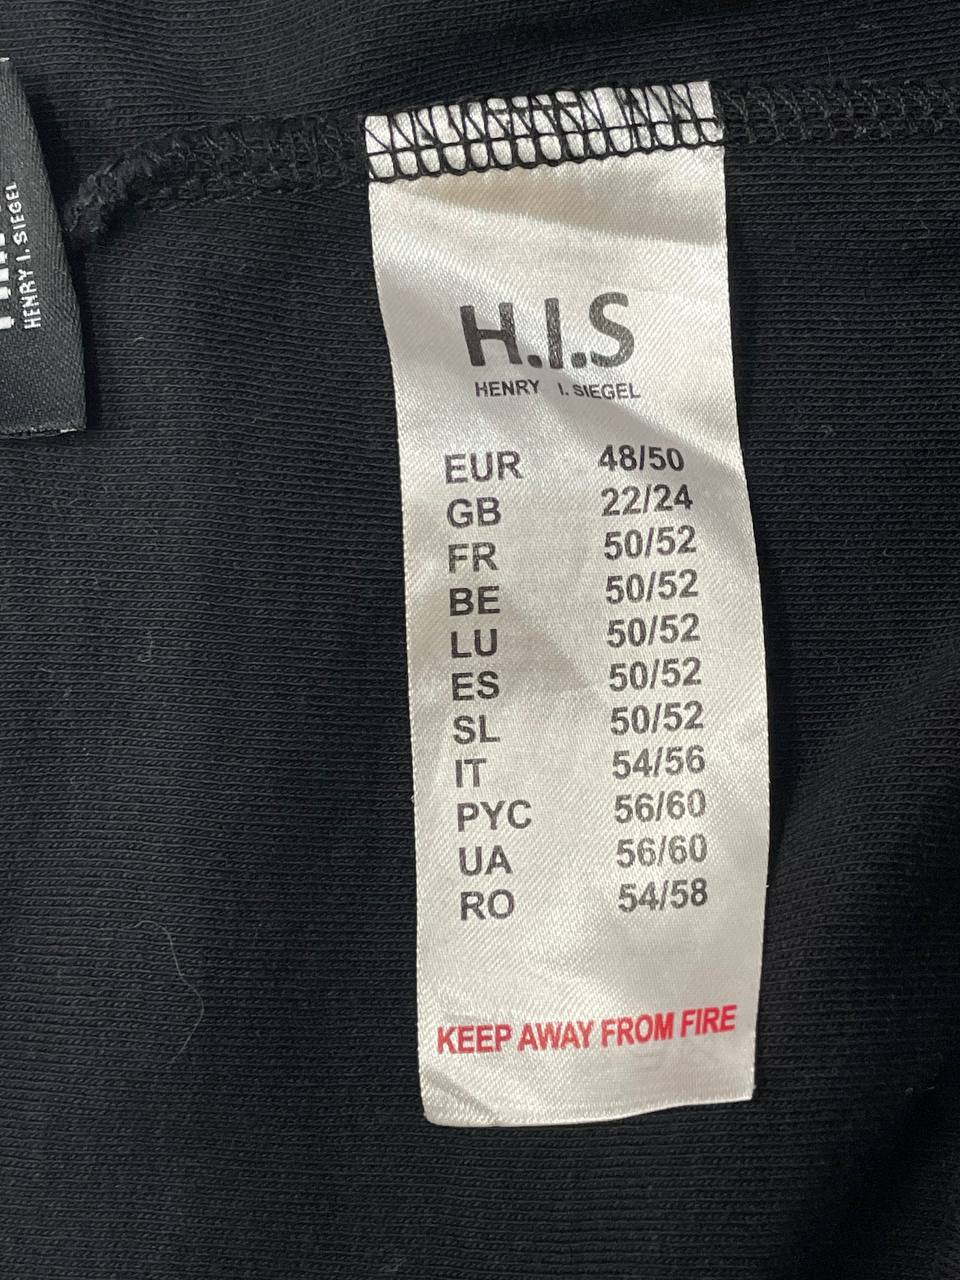 HENRY I. SIEGEL
H.I.S
HENRY I. SIEGEL
EUR 48/50
GB 22/24
FR 50/52
BE 50/52
LU 50/52
ES 50/52
SL 50/52
IT 54/56
PYC 56/60
UA 56/60
RO 54/58
KEEP AWAY FROM FIRE